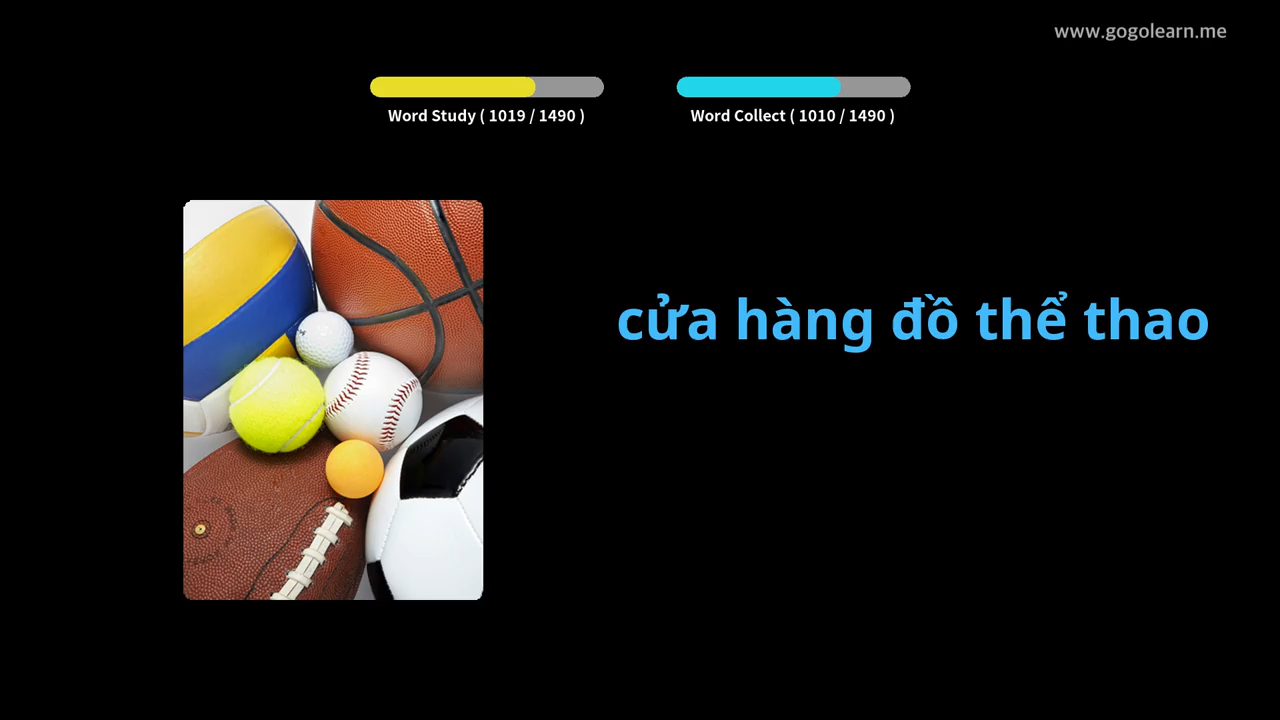 www.gogolearn.me
Word Study ( 1019 / 1490 )
Word Collect ( 1010 / 1490 )
cửa hàng đồ thể thao